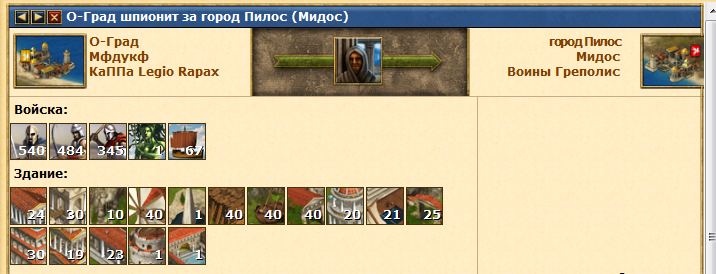 О-Град шпионит за город Пилос (Мидос)
О-Град
Мфдукф
КаППа Legio Rapax
город Пилос
Мидос
Воины Греполис
Войска:
540 484 345 1 67
Здание:
24 30 10 40 1 40 40 40 20 21 25
30 19 23 1 1